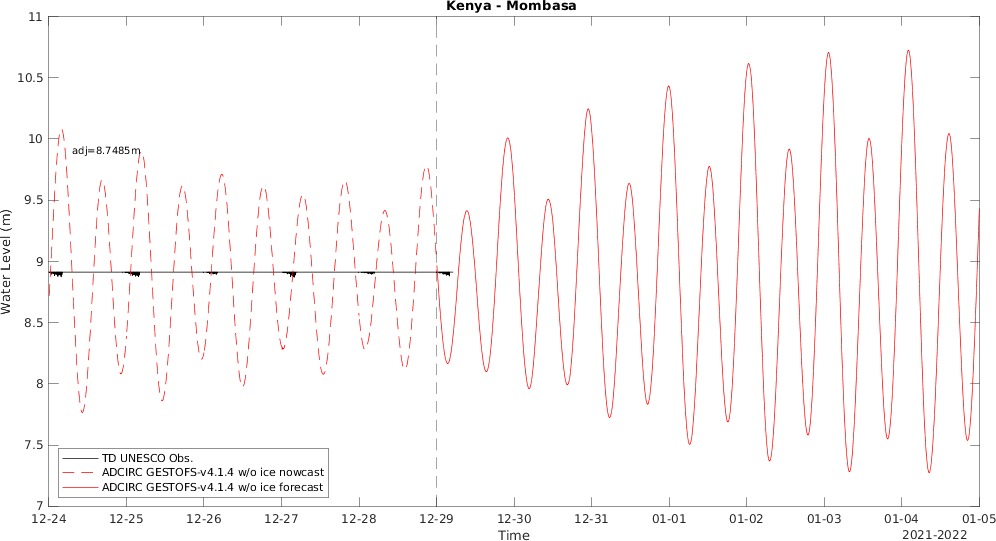 Kenya - Mombasa
11
10.5
10
9.5
9
8.5
8
7.5
7
Water Level (m)
adj=8.7485m
TD UNESCO Obs.
ADCIRC GESTOFS-v4.1.4 w/o ice nowcast
ADCIRC GESTOFS-v4.1.4 w/o ice forecast
12-24 12-25 12-26 12-27 12-28 12-29 12-30 12-31 01-01 01-02 01-03 01-04 01-05
Time
2021-2022